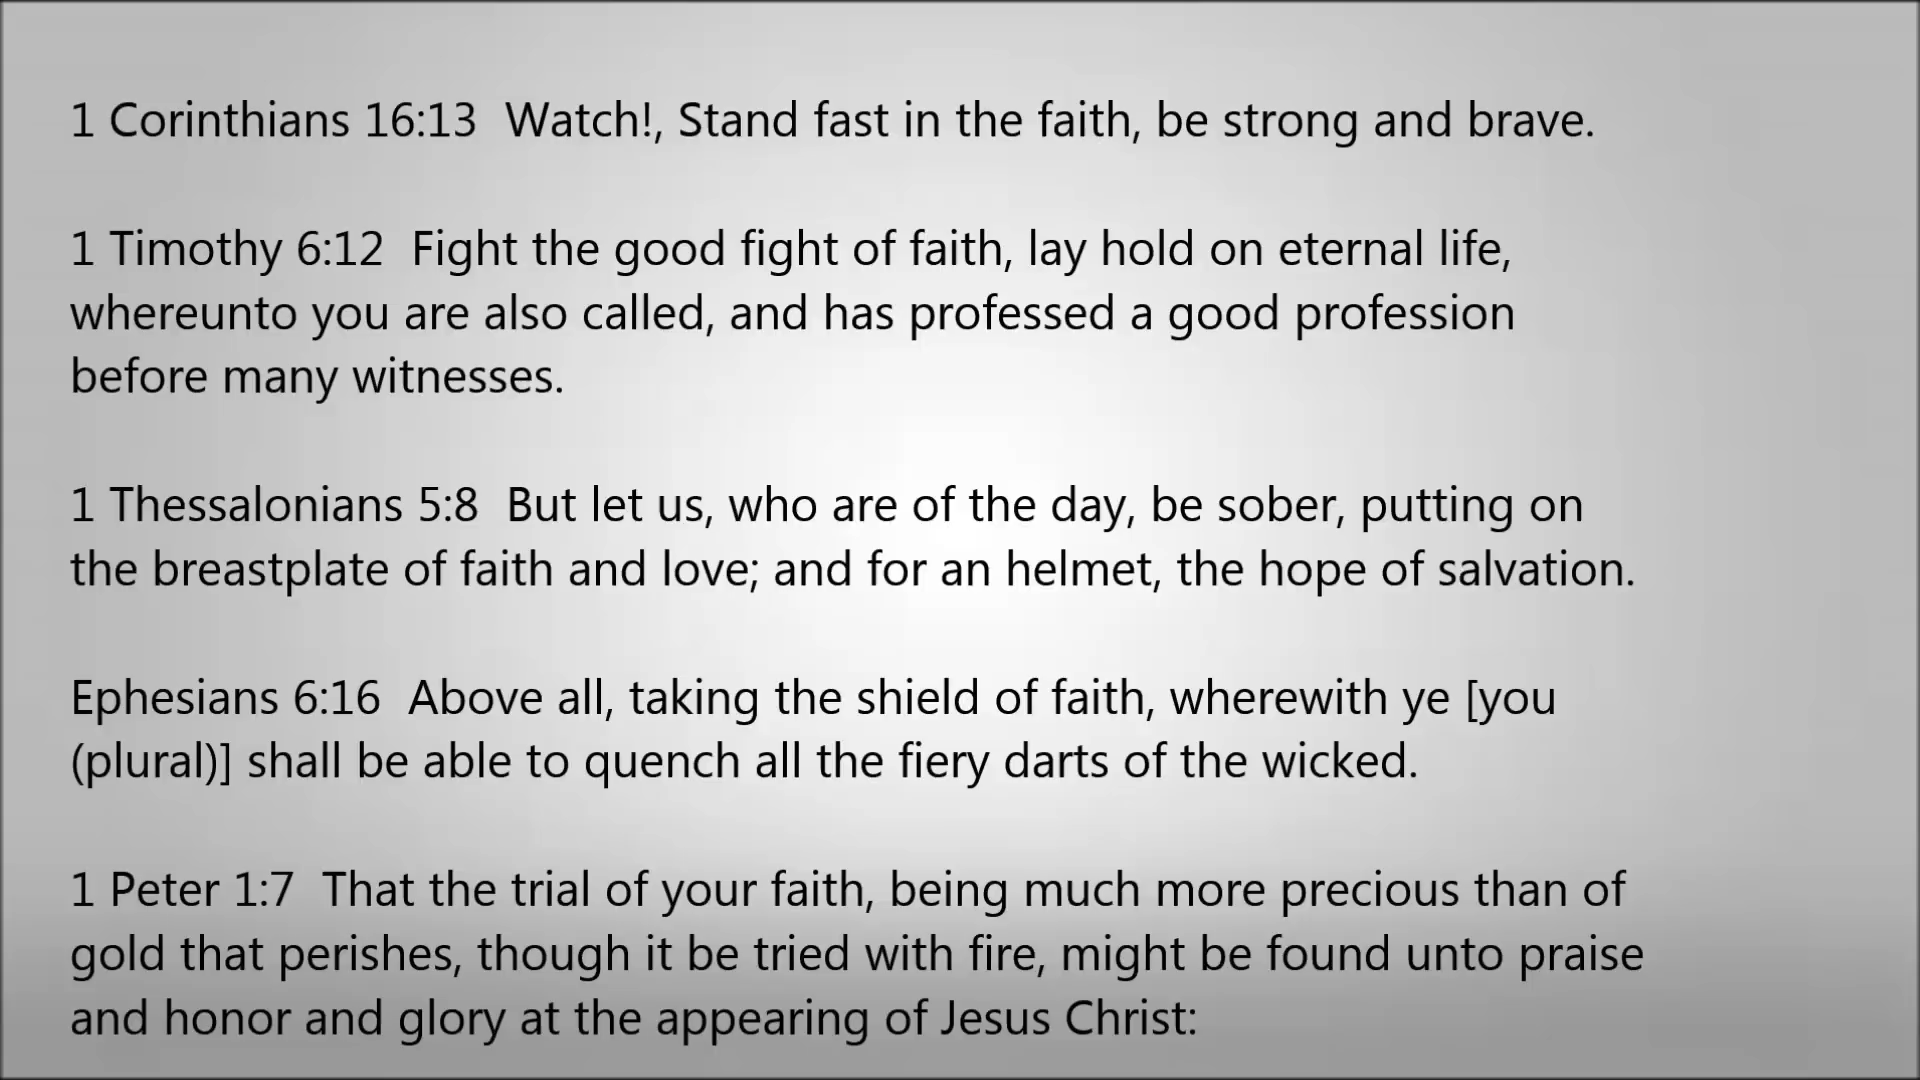 1 Corinthians 16:13  Watch!, Stand fast in the faith, be strong and brave.
1 Timothy 6:12  Fight the good fight of faith, lay hold on eternal life,
whereunto you are also called, and has professed a good profession
before many witnesses.
1 Thessalonians 5:8  But let us, who are of the day, be sober, putting on
the breastplate of faith and love; and for an helmet, the hope of salvation.
Ephesians 6:16  Above all, taking the shield of faith, wherewith ye [you
(plural)] shall be able to quench all the fiery darts of the wicked.
1 Peter 1:7  That the trial of your faith, being much more precious than of
gold that perishes, though it be tried with fire, might be found unto praise
and honor and glory at the appearing of Jesus Christ: